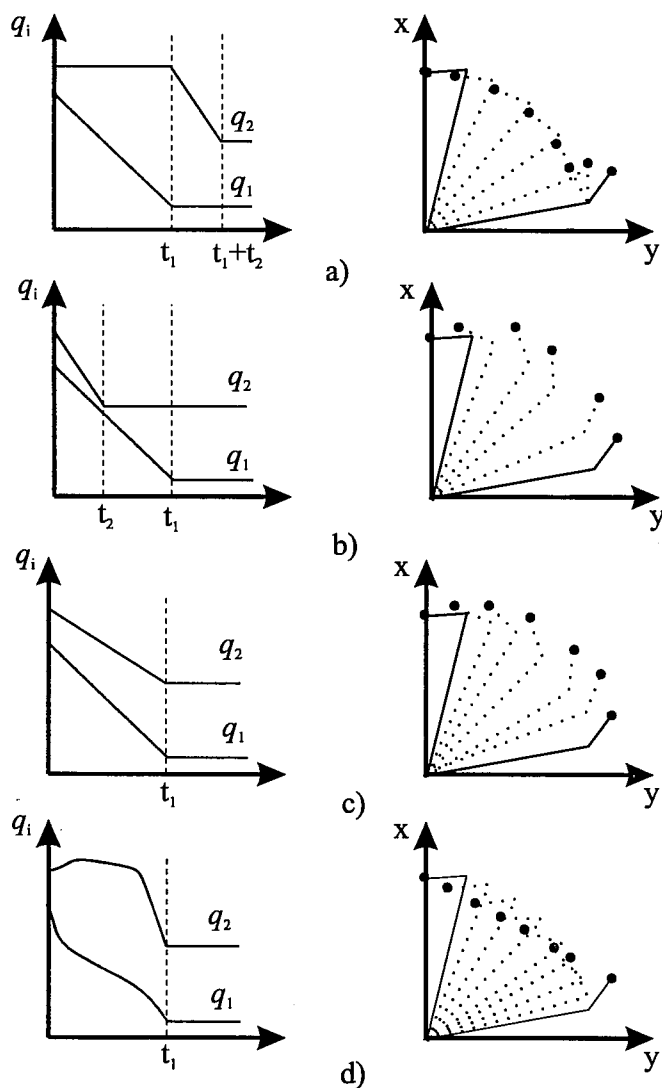 qᵢ
x
q₂
q₁
t₁ t₁+t₂
y
a)
qᵢ
x
q₂
q₁
t₂ t₁
y
b)
qᵢ
x
q₂
q₁
t₁
y
c)
qᵢ
x
q₂
q₁
t₁
y
d)